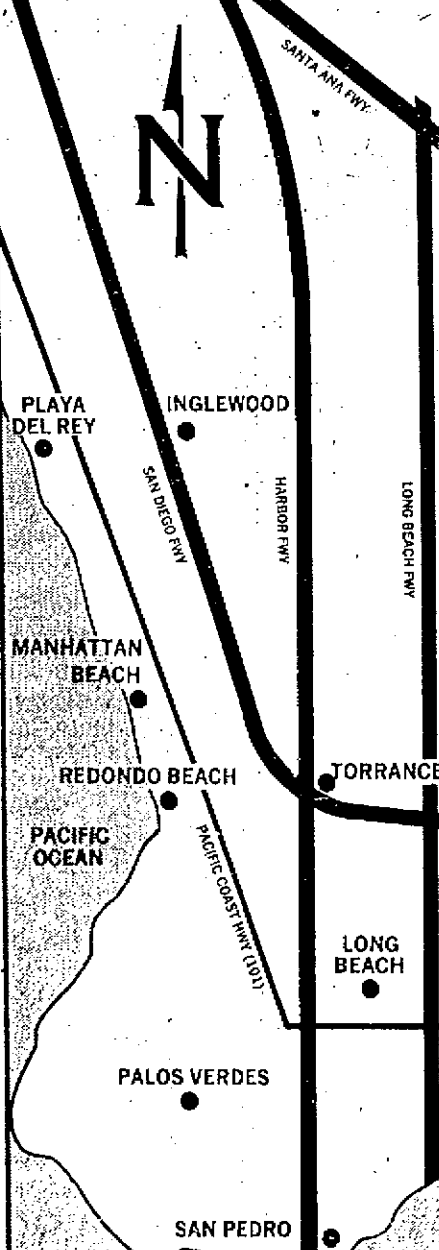 SANTA ANA FWY.
N
PLAYA
DEL REY
INGLEWOOD
SAN DIEGO FWY
HARBOR FWY
LONG BEACH FWY
MANHATTAN
BEACH
REDONDO BEACH
TORRANCE
PACIFIC
OCEAN
PACIFIC COAST HWY (101)
LONG
BEACH
PALOS VERDES
SAN PEDRO